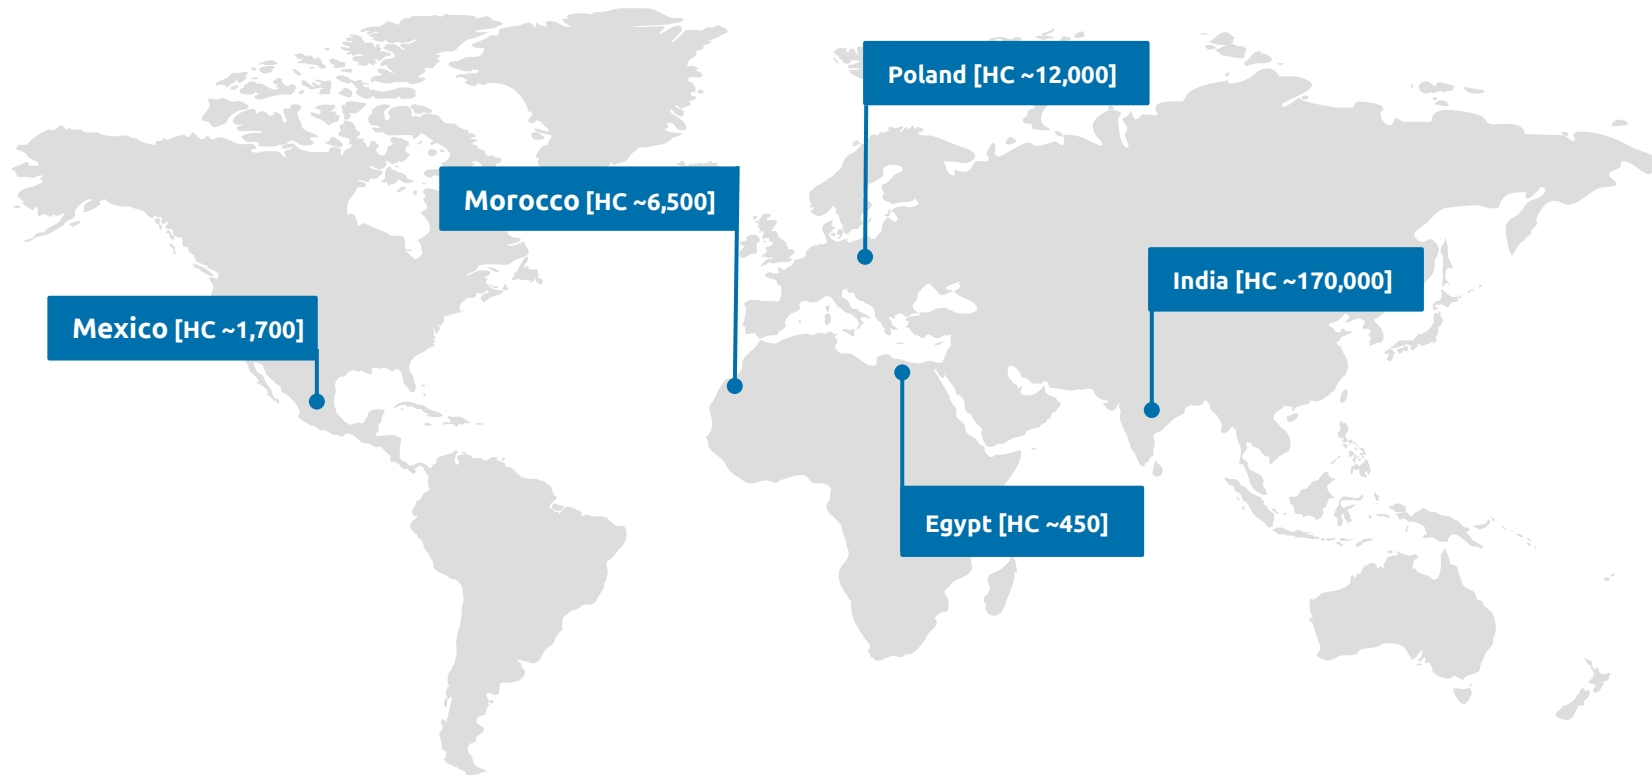 Poland [HC ~12,000]
Morocco [HC ~6,500]
India [HC ~170,000]
Mexico [HC ~1,700]
Egypt [HC ~450]